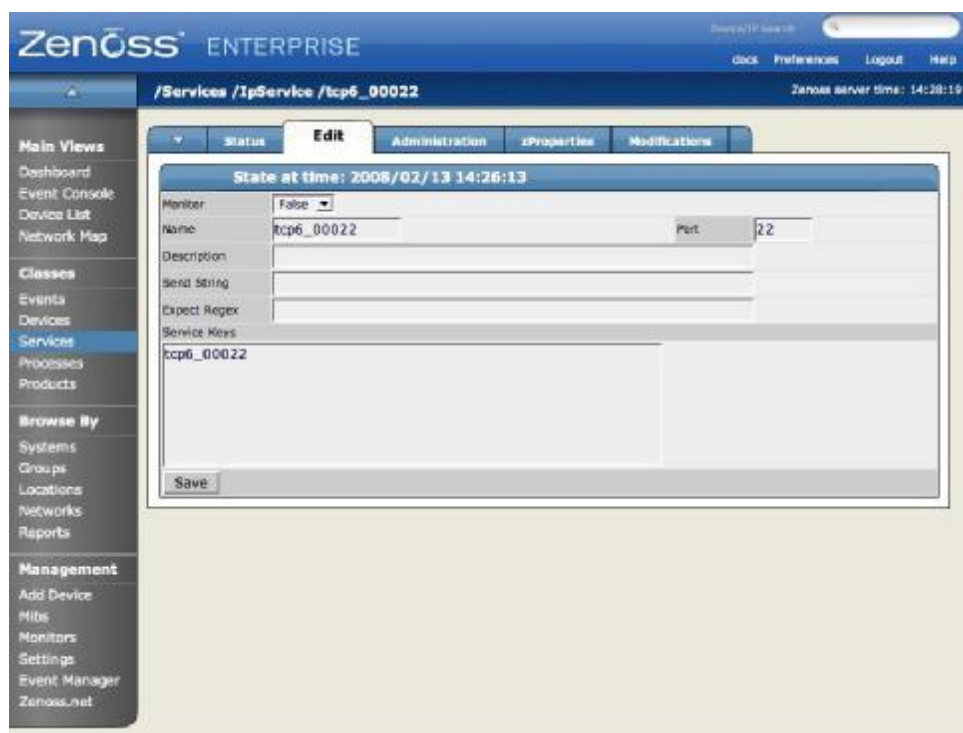 Zenoss ENTERPRISE
Device/IP Search
docs Preferences Logout Help
/Services /IpService /tcp6_00022
Zenoss server time: 14:28:19
Main Views
Dashboard
Event Console
Device List
Network Map
Classes
Events
Devices
Services
Processes
Products
Browse By
Systems
Groups
Locations
Networks
Reports
Management
Add Device
Mibs
Monitors
Settings
Event Manager
Zenoss.net
Status Edit Administration zProperties Modifications
State at time: 2008/02/13 14:26:13
Monitor False
Name tcp6_00022 Port 22
Description
Send String
Expect Regex
Service Keys
tcp6_00022
Save